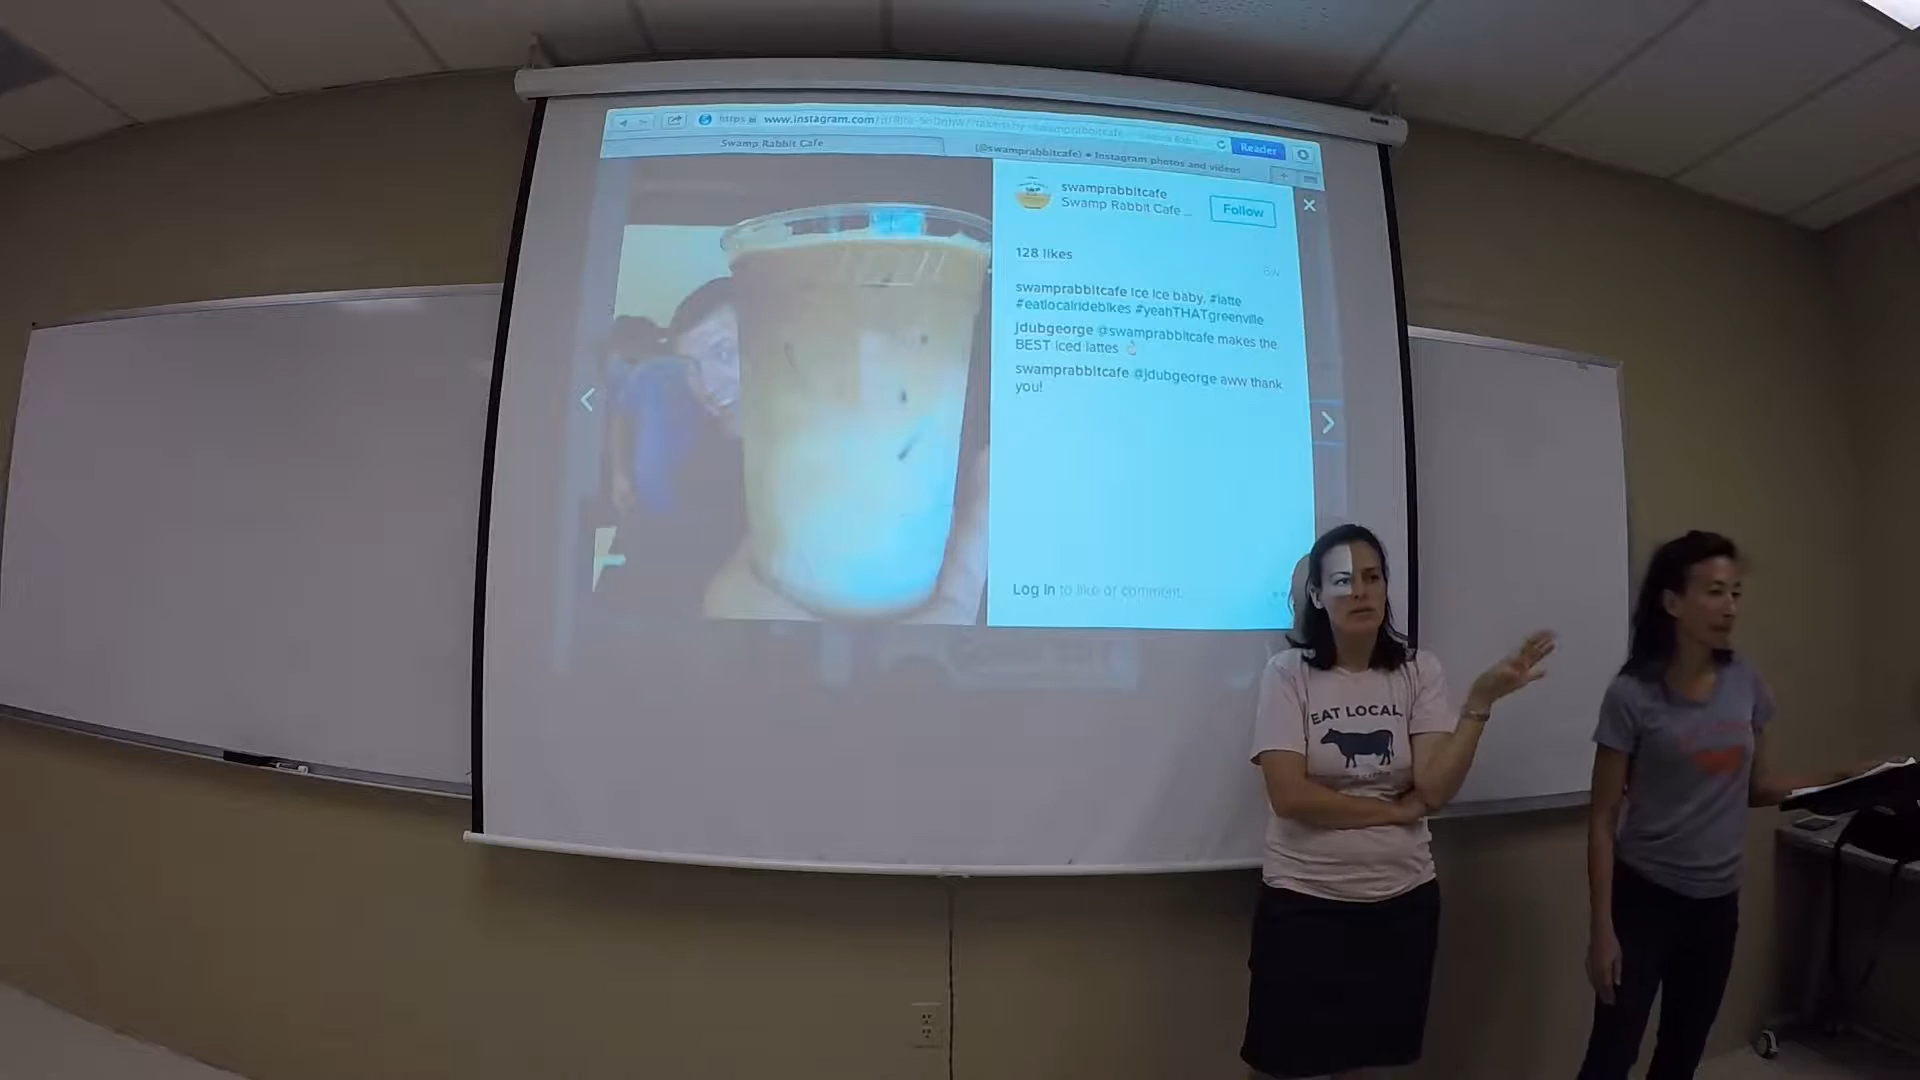 https www.instagram.com
Reader
Swamp Rabbit Cafe
(@swamprabbitcafe) • Instagram photos and videos
swamprabbitcafe
Swamp Rabbit Cafe ...
Follow
128 likes
6w
swamprabbitcafe Ice Ice baby, #latte
#eatlocalridebikes #yeahTHATgreenville
jdubgeorge @swamprabbitcafe makes the
BEST iced lattes 👌
swamprabbitcafe @jdubgeorge aww thank
you!
Log in to like or comment.
EAT LOCAL